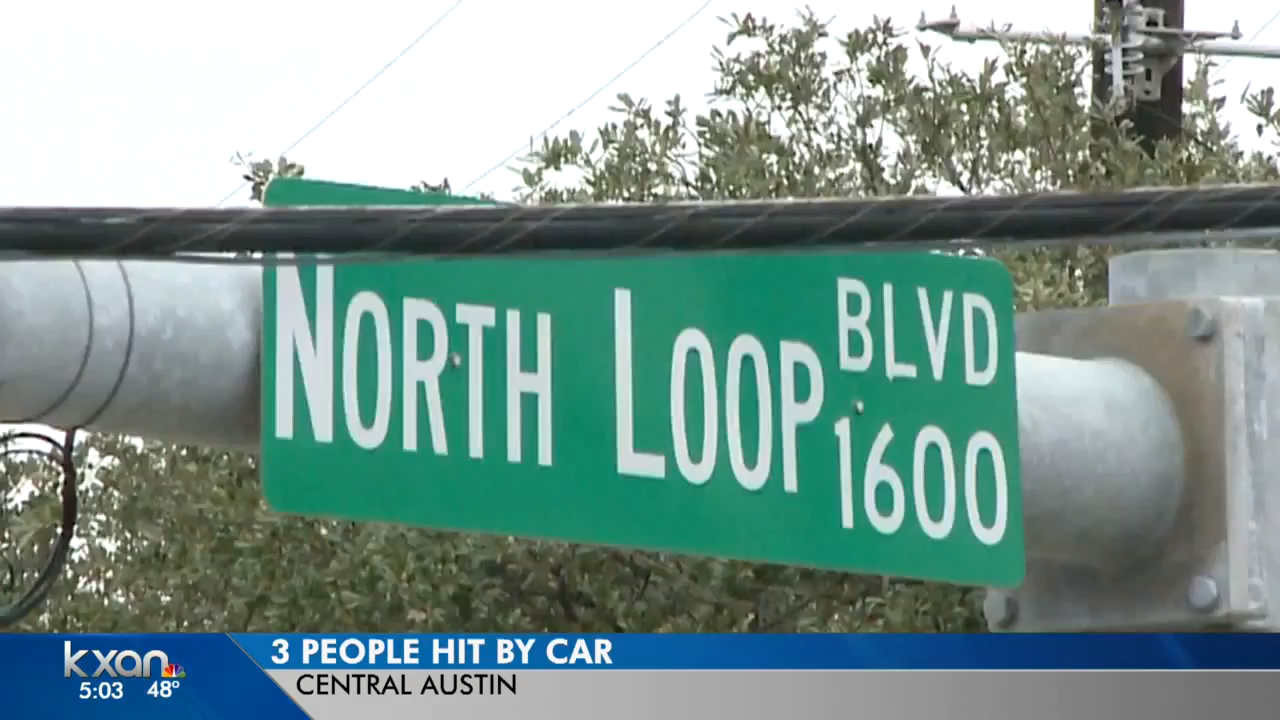 NORTH LOOP BLVD
1600
kxan
5:03 48°
3 PEOPLE HIT BY CAR
CENTRAL AUSTIN